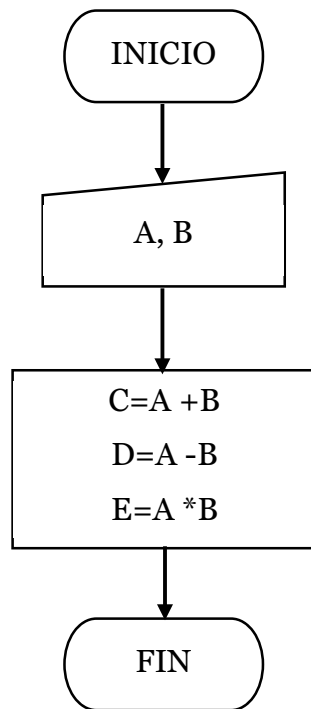 INICIO
A, B
C=A +B
D=A -B
E=A *B
FIN